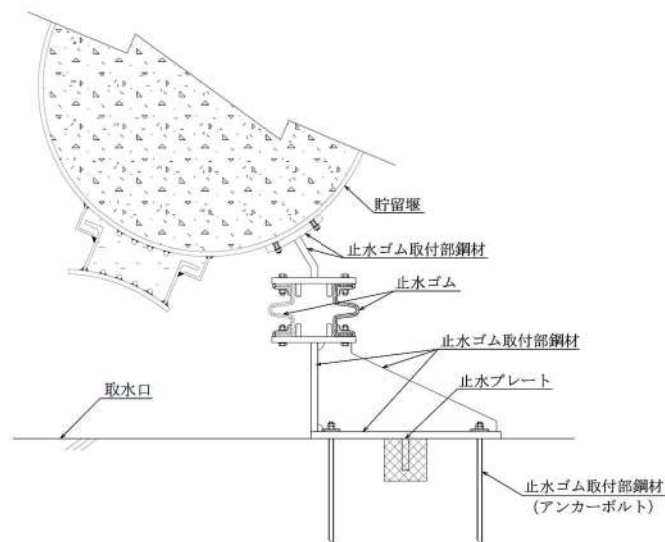 貯留堰
止水ゴム取付部鋼材
止水ゴム
止水ゴム取付部鋼材
取水口
止水プレート
止水ゴム取付部鋼材
（アンカーボルト）